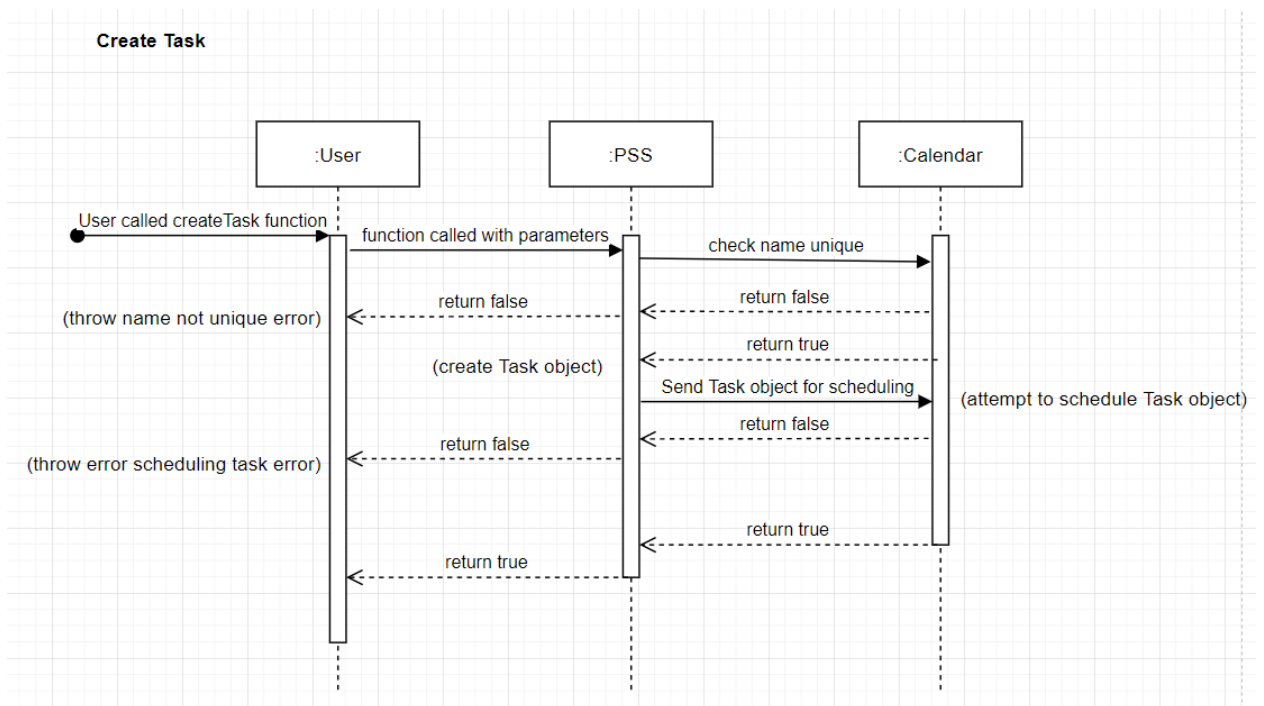 Create Task
:User
:PSS
:Calendar
User called createTask function
function called with parameters
check name unique
return false
return false
(throw name not unique error)
return true
(create Task object)
Send Task object for scheduling
(attempt to schedule Task object)
return false
return false
(throw error scheduling task error)
return true
return true